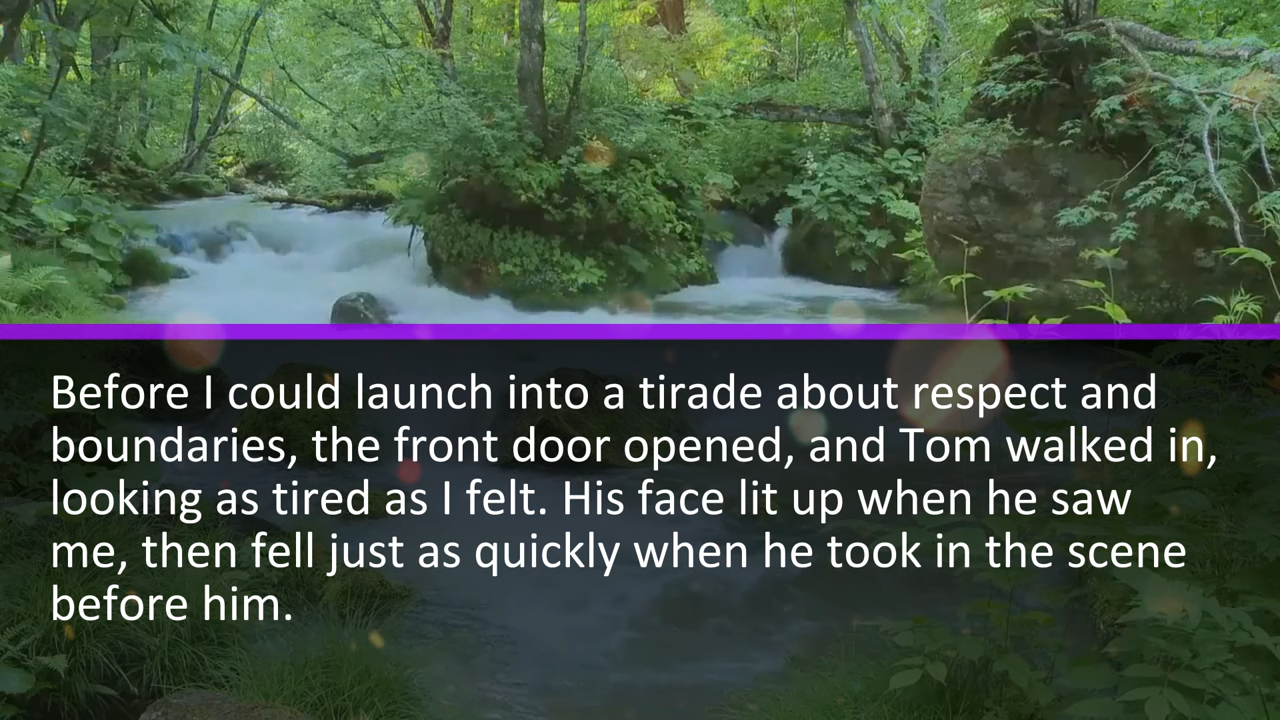 Before I could launch into a tirade about respect and
boundaries, the front door opened, and Tom walked in,
looking as tired as I felt. His face lit up when he saw
me, then fell just as quickly when he took in the scene
before him.